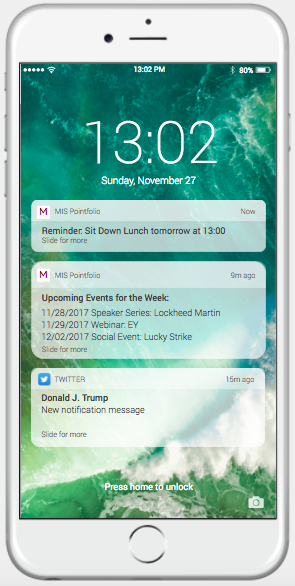 13:02 PM
80%
13:02
Sunday, November 27
M MIS Pointfolio Now
Reminder: Sit Down Lunch tomorrow at 13:00
Slide for more
M MIS Pointfolio 9m ago
Upcoming Events for the Week:
11/28/2017 Speaker Series: Lockheed Martin
11/29/2017 Webinar: EY
12/02/2017 Social Event: Lucky Strike
Slide for more
TWITTER 15m ago
Donald J. Trump
New notification message
Slide for more
Press home to unlock